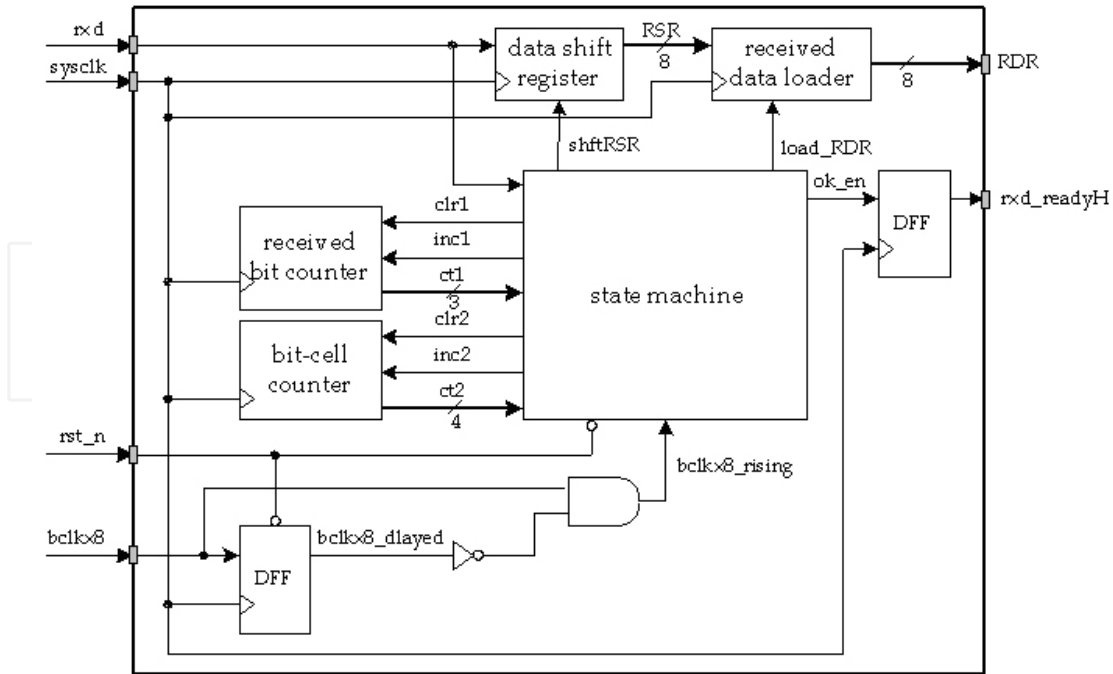 rxd
sysclk
data shift
register
RSR
8
received
data loader
8
RDR
shftRSR
load_RDR
ok_en
DFF
rxd_readyH
received
bit counter
clr1
inc1
ct1
3
state machine
bit-cell
counter
clr2
inc2
ct2
4
rst_n
bclkx8_rising
bclkx8
DFF
bclkx8_dlayed